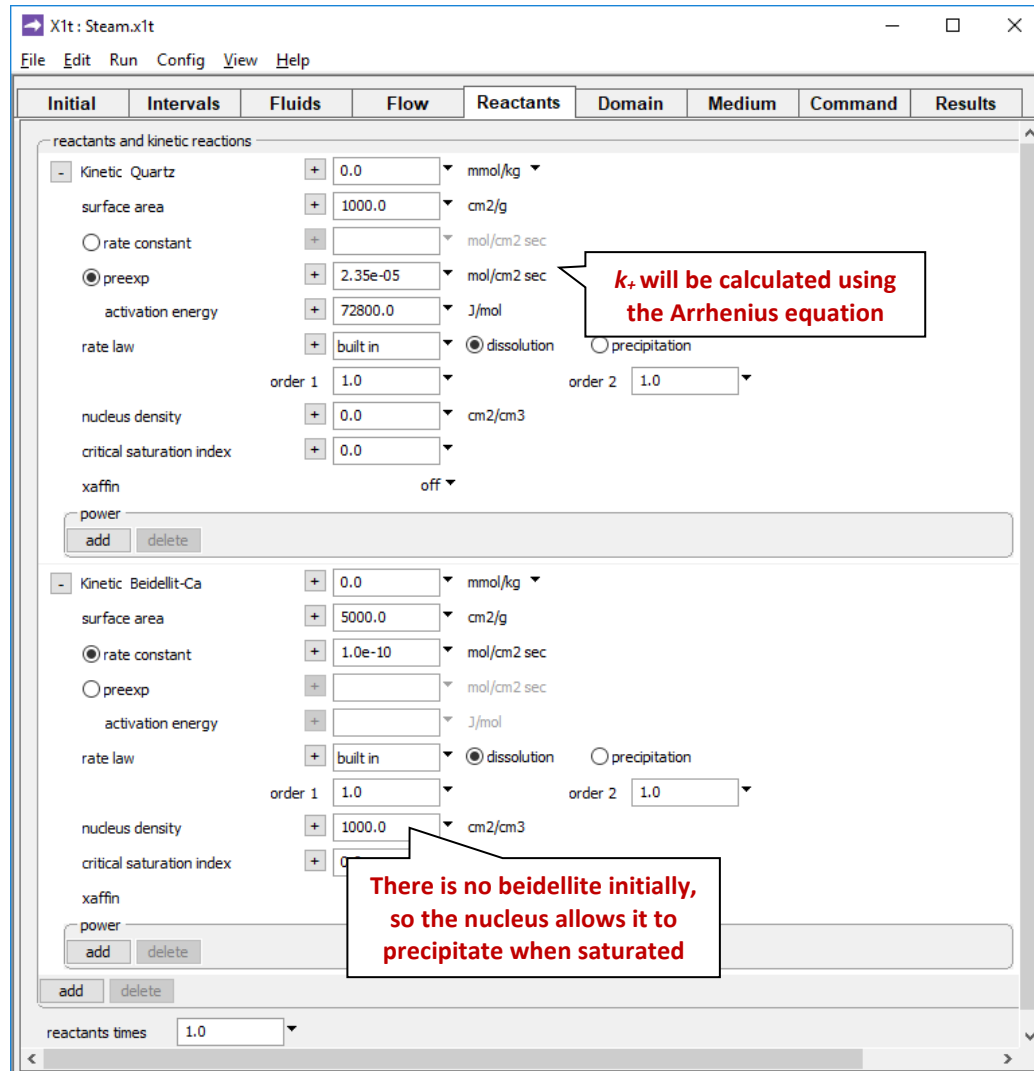 X1t : Steam.x1t
File Edit Run Config View Help
Initial Intervals Fluids Flow Reactants Domain Medium Command Results
reactants and kinetic reactions
- Kinetic Quartz + 0.0 mmol/kg
surface area + 1000.0 cm2/g
rate constant + mol/cm2 sec
preexp + 2.35e-05 mol/cm2 sec
k+ will be calculated using
the Arrhenius equation
activation energy + 72800.0 J/mol
rate law + built in dissolution precipitation
order 1 1.0 order 2 1.0
nucleus density + 0.0 cm2/cm3
critical saturation index + 0.0
xaffin off
power
add delete
- Kinetic Beidellit-Ca + 0.0 mmol/kg
surface area + 5000.0 cm2/g
rate constant + 1.0e-10 mol/cm2 sec
preexp + mol/cm2 sec
activation energy + J/mol
rate law + built in dissolution precipitation
order 1 1.0 order 2 1.0
nucleus density + 1000.0 cm2/cm3
critical saturation index +
There is no beidellite initially,
so the nucleus allows it to
precipitate when saturated
xaffin
power
add delete
add delete
reactants times 1.0